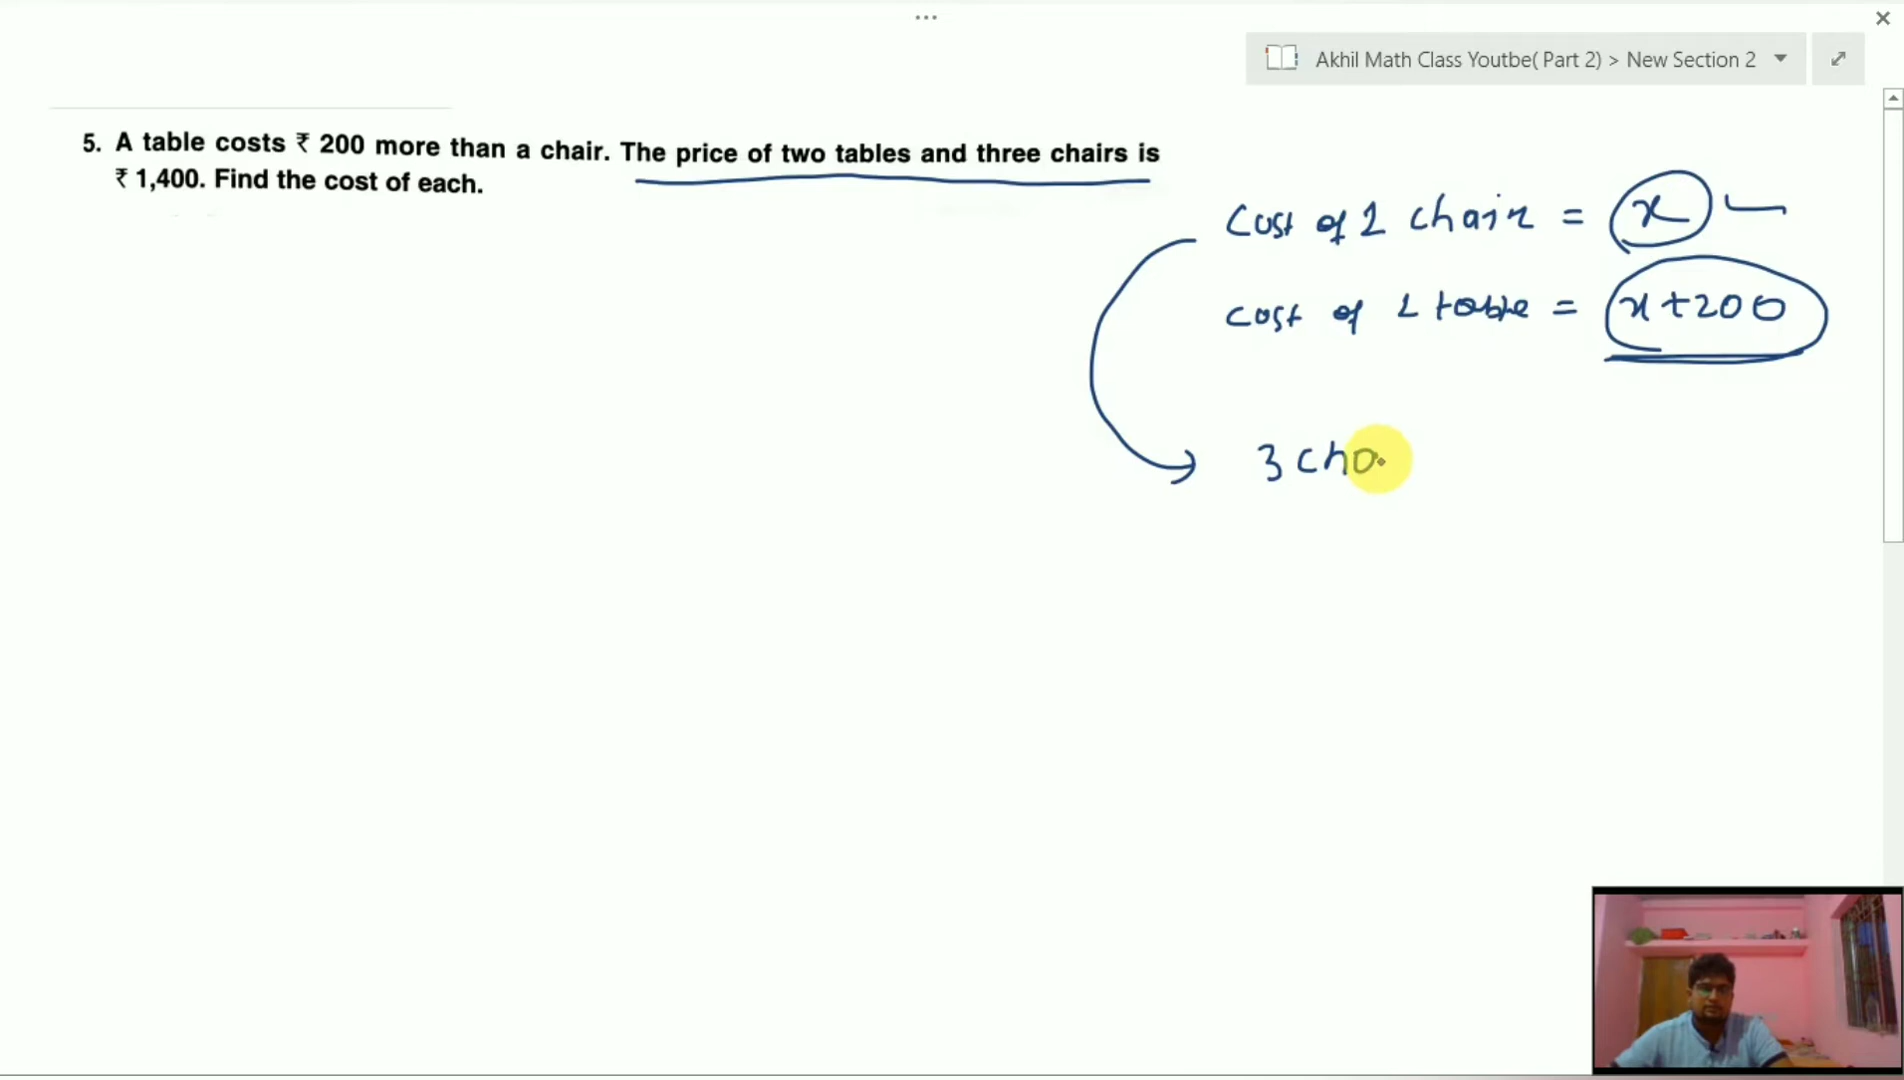 Akhil Math Class Youtbe( Part 2) > New Section 2
5. A table costs ₹ 200 more than a chair. The price of two tables and three chairs is
₹ 1,400. Find the cost of each.
Cost of 1 chair = x
cost of 1 table = x+200
3 cha